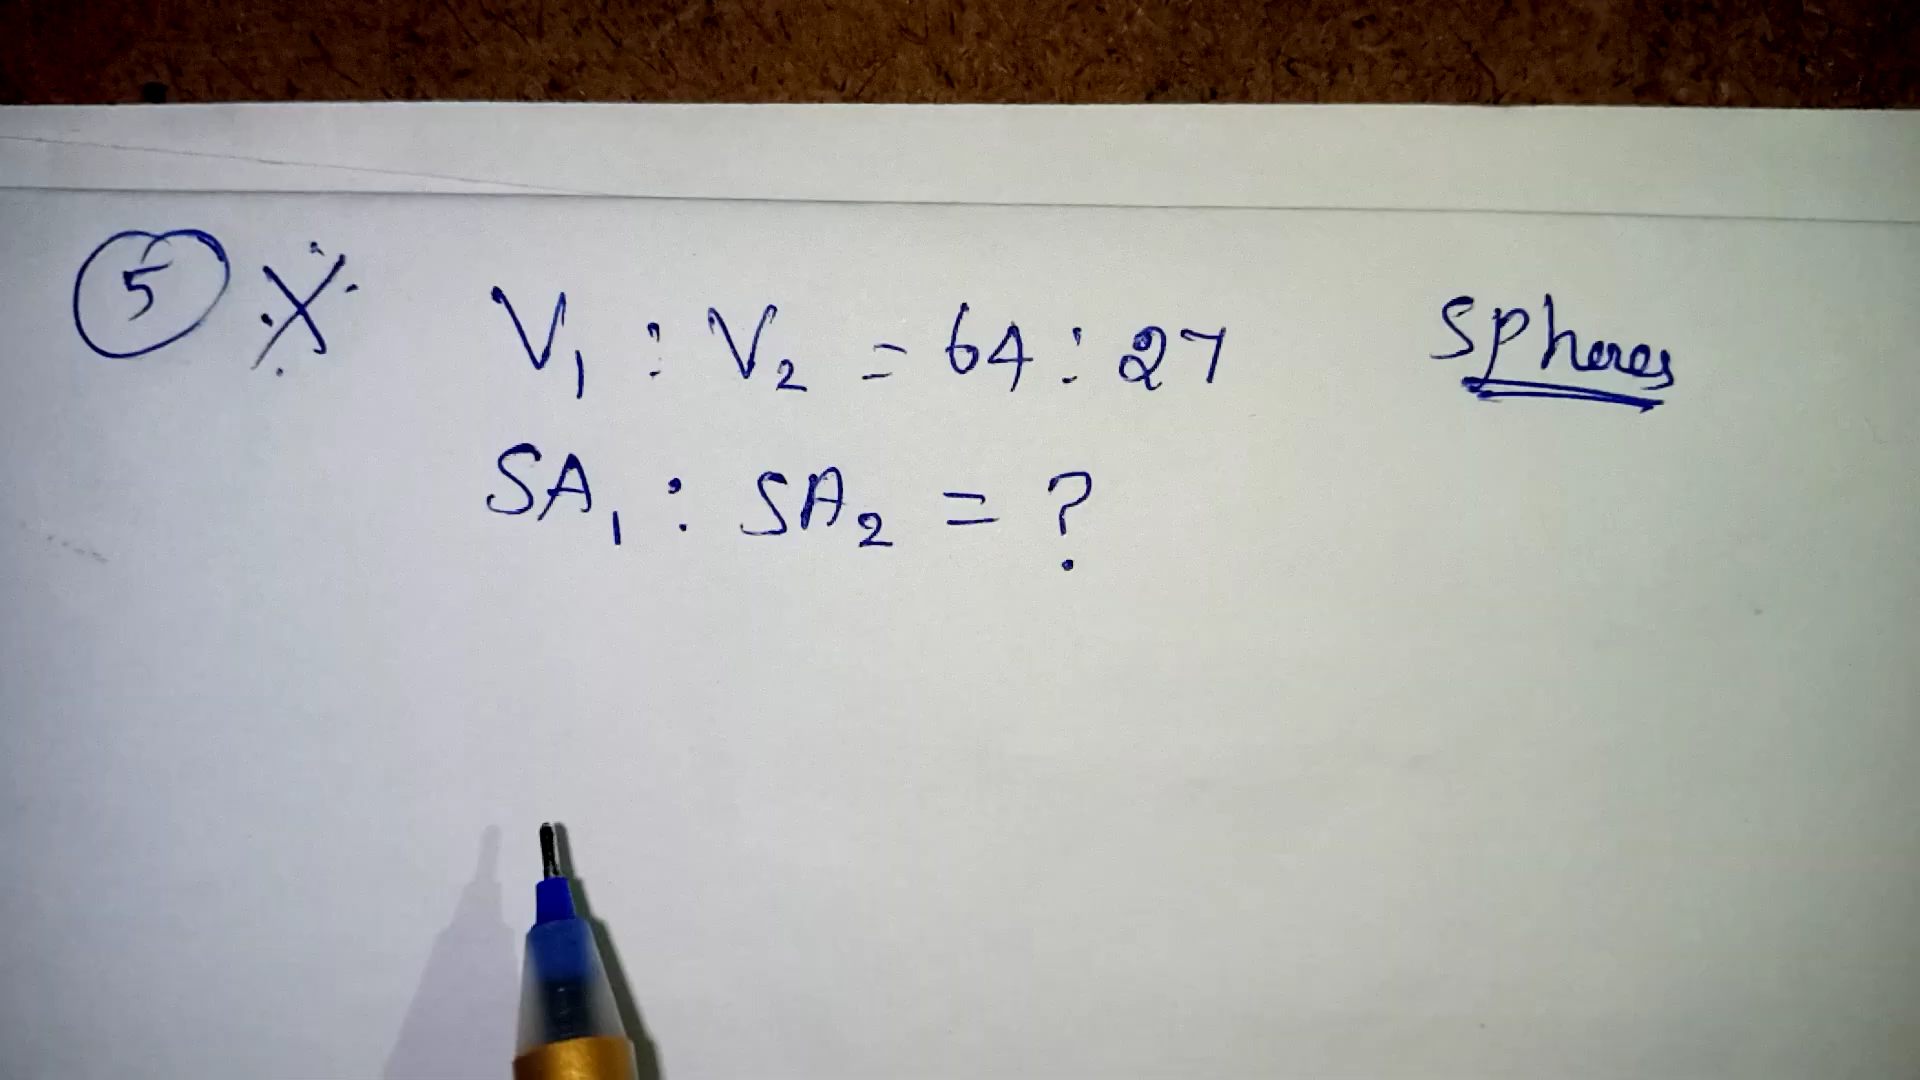 5 V₁ : V₂ = 64 : 27 Spheres
SA₁ : SA₂ = ?